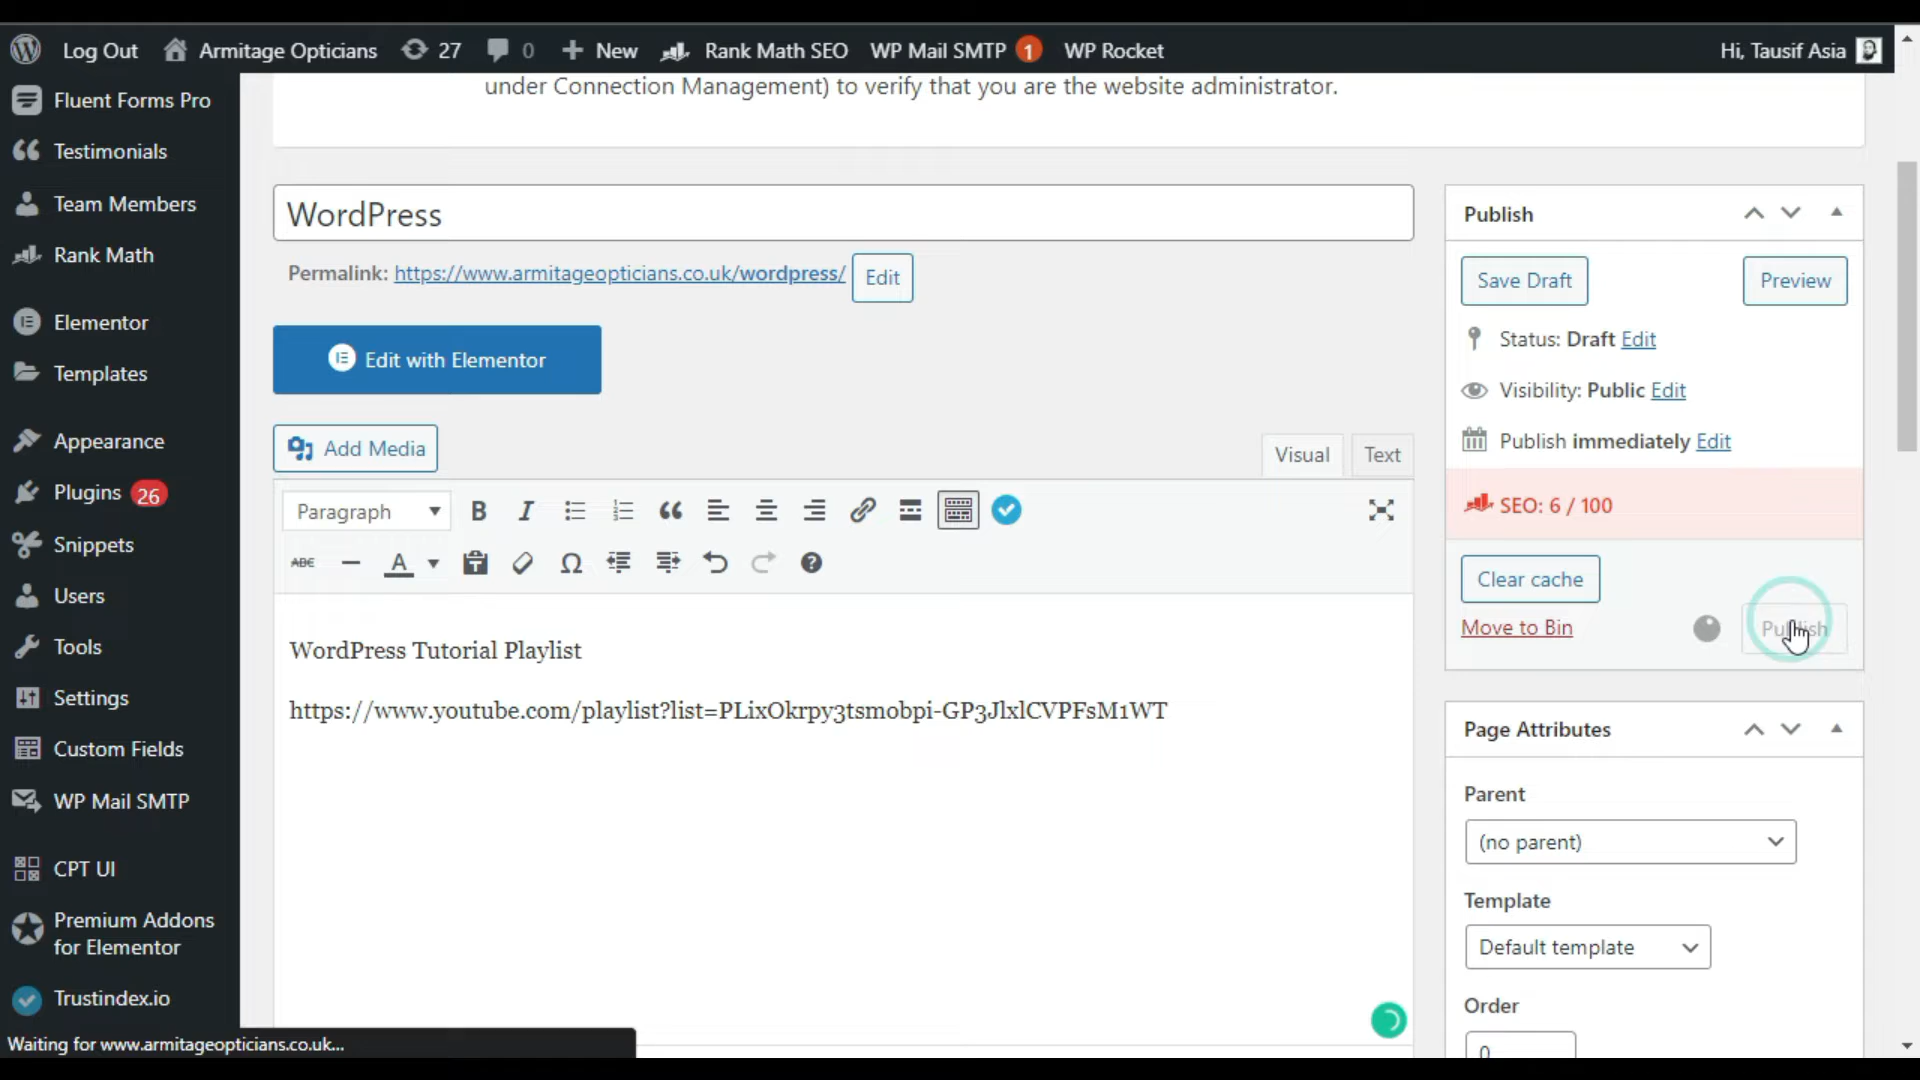 Log Out
Armitage Opticians
27
0
New
Rank Math SEO
WP Mail SMTP 1
WP Rocket
Hi, Tausif Asia
Fluent Forms Pro
Testimonials
Team Members
Rank Math
Elementor
Templates
Appearance
Plugins 26
Snippets
Users
Tools
Settings
Custom Fields
WP Mail SMTP
CPT UI
Premium Addons
for Elementor
Trustindex.io
under Connection Management) to verify that you are the website administrator.
WordPress
Permalink: https://www.armitageopticians.co.uk/wordpress/ Edit
Edit with Elementor
Add Media
Visual
Text
Paragraph
B
I
ABC
A
Ω
WordPress Tutorial Playlist
https://www.youtube.com/playlist?list=PLixOkrpy3tsmobpi-GP3JlxlCVPFsM1WT
Publish
Save Draft
Preview
Status: Draft Edit
Visibility: Public Edit
Publish immediately Edit
SEO: 6 / 100
Clear cache
Move to Bin
Publish
Page Attributes
Parent
(no parent)
Template
Default template
Order
0
Waiting for www.armitageopticians.co.uk...